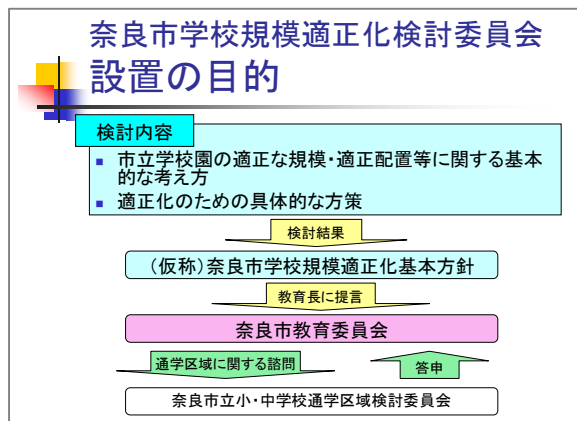 奈良市学校規模適正化検討委員会
設置の目的
検討内容
■ 市立学校園の適正な規模・適正配置等に関する基本
的な考え方
■ 適正化のための具体的な方策
検討結果
(仮称)奈良市学校規模適正化基本方針
教育長に提言
奈良市教育委員会
通学区域に関する諮問
答申
奈良市立小・中学校通学区域検討委員会